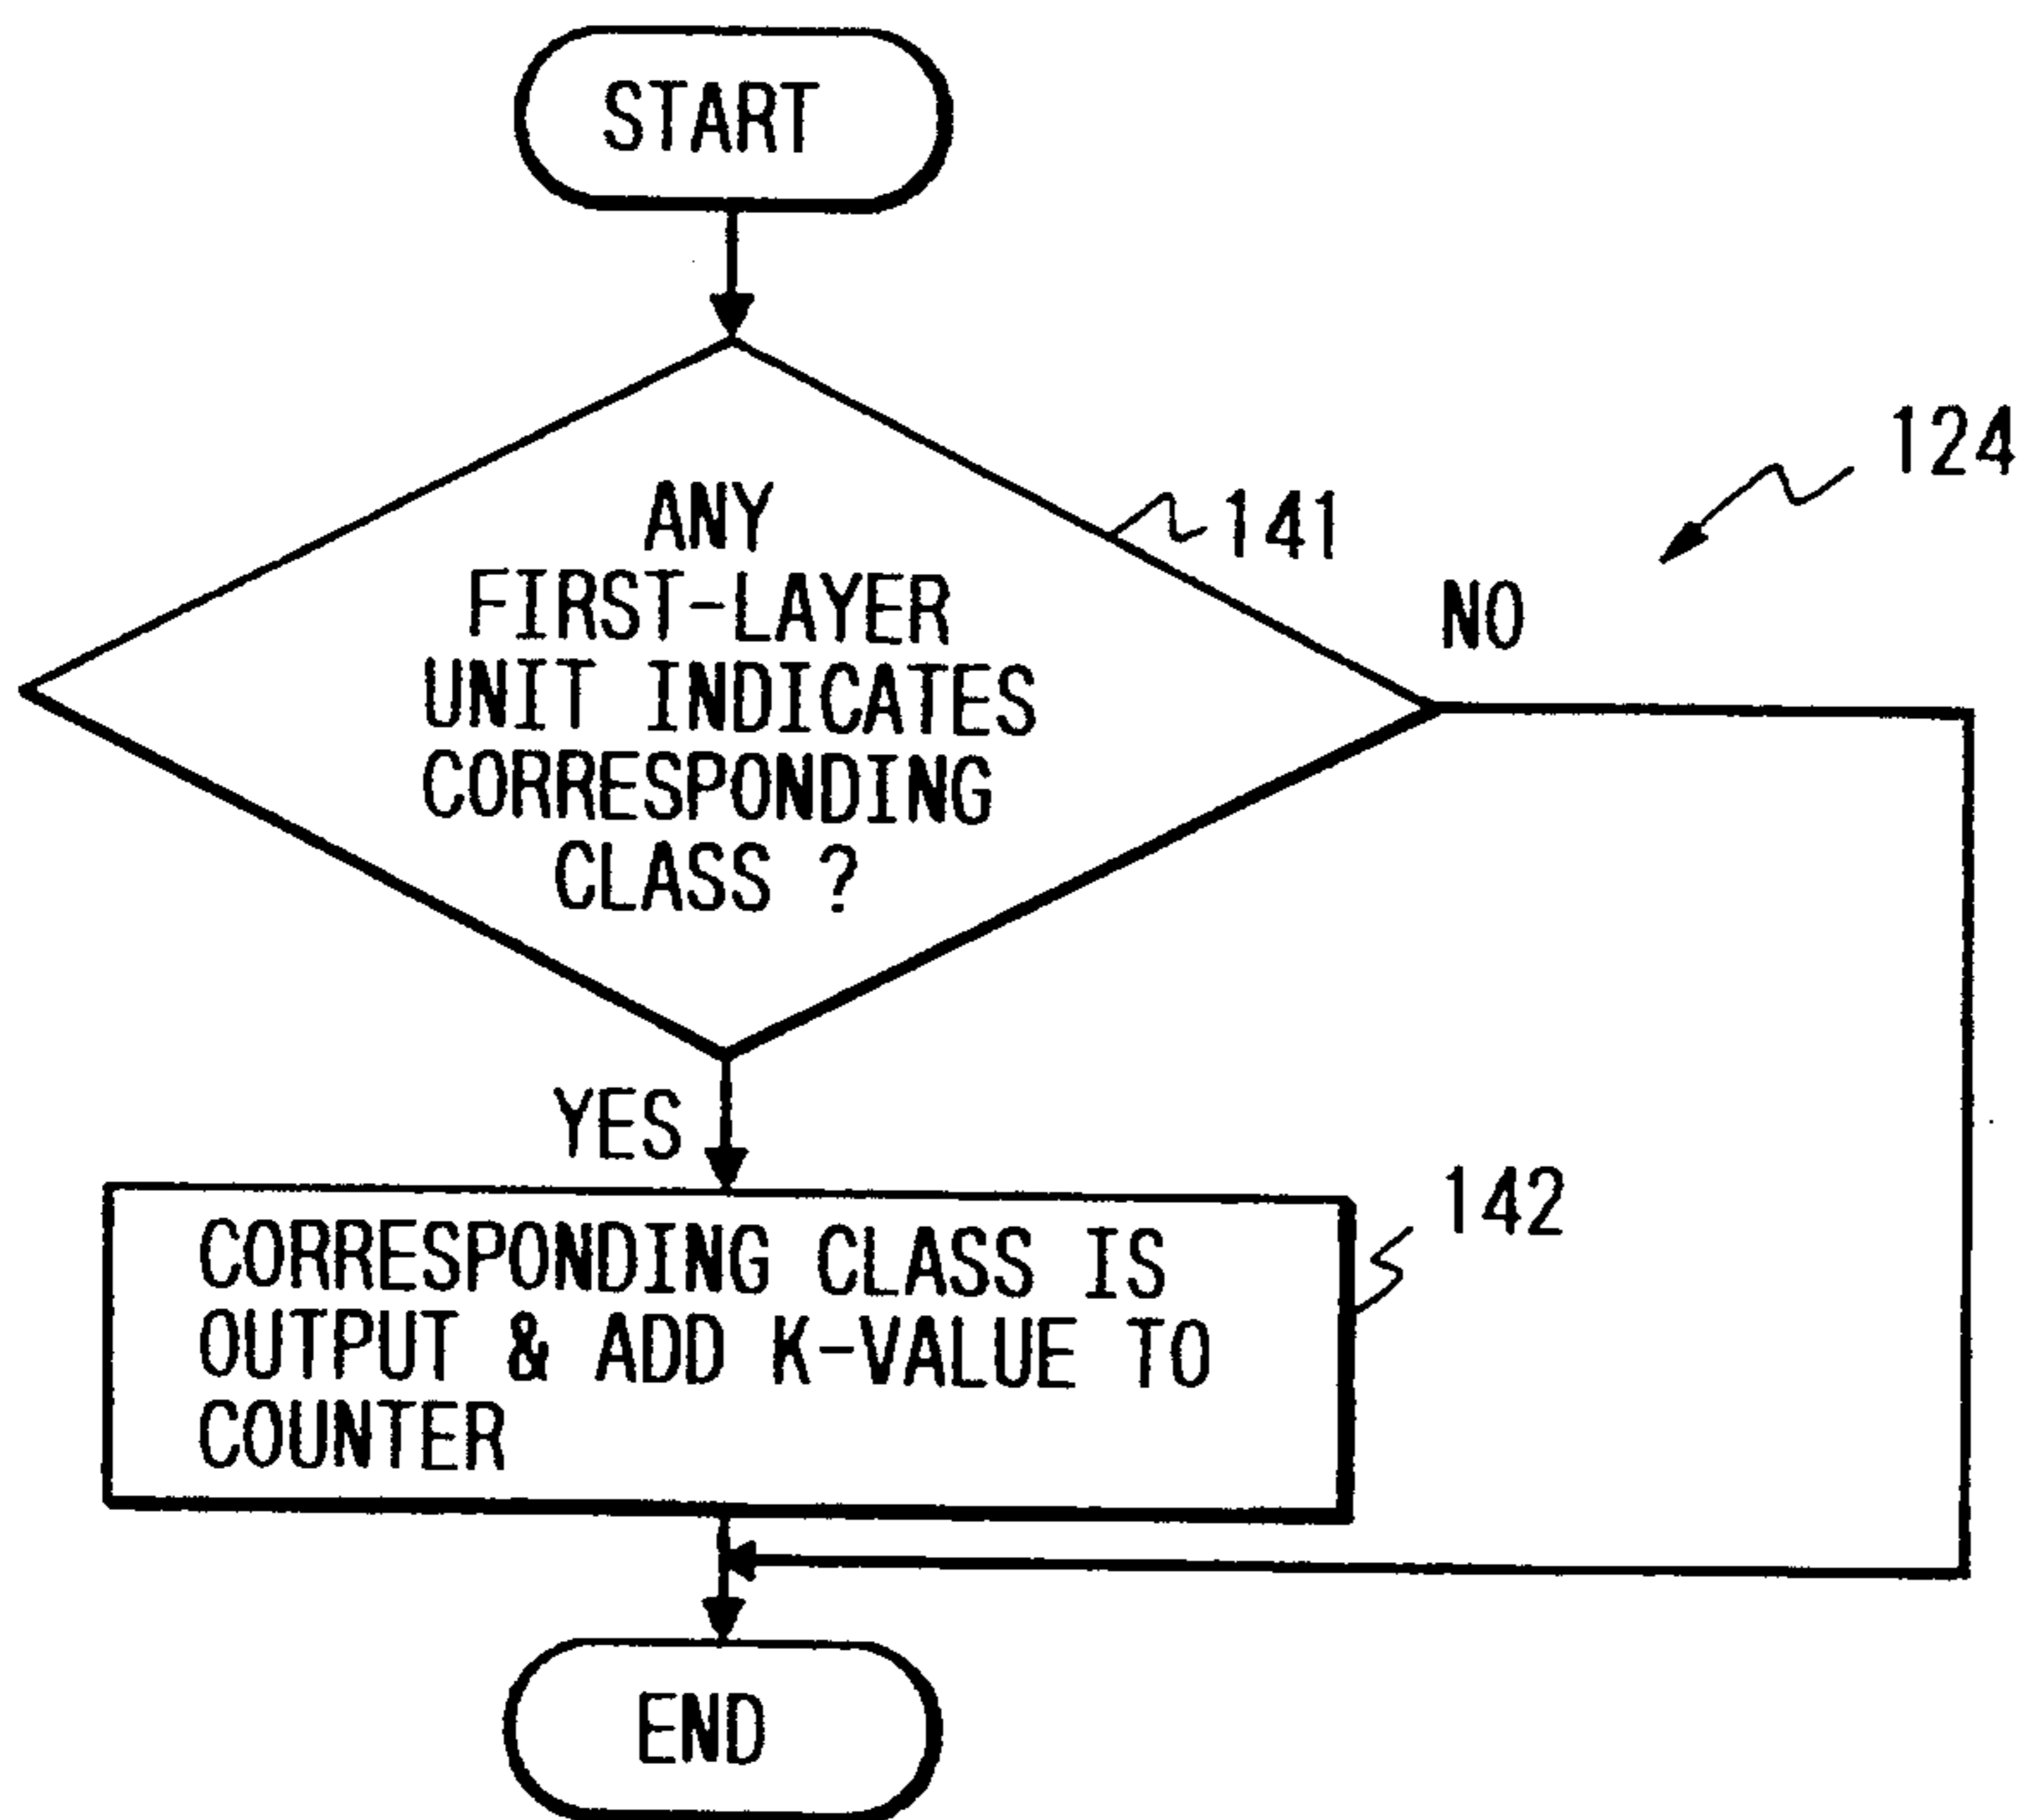 START
124
ANY
FIRST-LAYER
UNIT INDICATES
CORRESPONDING
CLASS ?
141
NO
YES
142
CORRESPONDING CLASS IS
OUTPUT & ADD K-VALUE TO
COUNTER
END